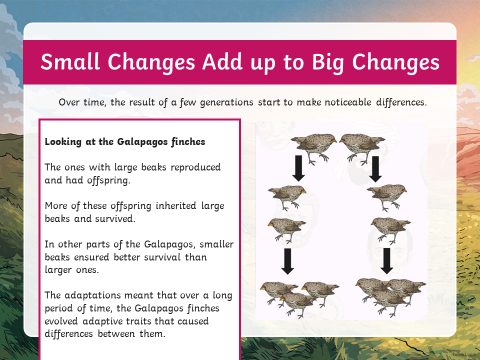 Small Changes Add up to Big Changes
Over time, the result of a few generations start to make noticeable differences.
Looking at the Galapagos finches
The ones with large beaks reproduced
and had offspring.
More of these offspring inherited large
beaks and survived.
In other parts of the Galapagos, smaller
beaks ensured better survival than
larger ones.
The adaptations meant that over a long
period of time, the Galapagos finches
evolved adaptive traits that caused
differences between them.